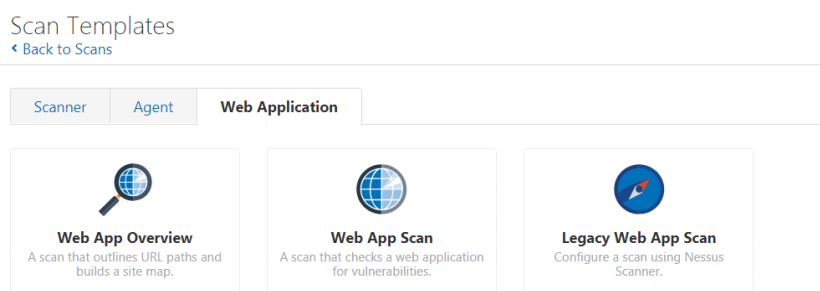 Scan Templates
Back to Scans
Scanner Agent Web Application
Web App Overview Web App Scan Legacy Web App Scan
A scan that outlines URL paths and builds a site map.
A scan that checks a web application for vulnerabilities.
Configure a scan using Nessus Scanner.